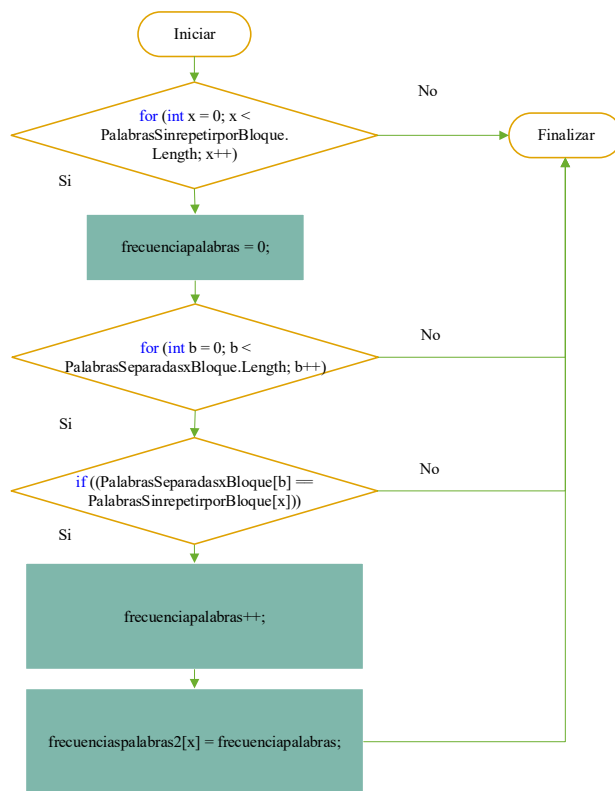 Iniciar
No
for (int x = 0; x <
PalabrasSinrepetirporBloque.
Length; x++)
Finalizar
Si
frecuenciapalabras = 0;
No
for (int b = 0; b <
PalabrasSeparadasxBloque.Length; b++)
Si
if ((PalabrasSeparadasxBloque[b] ==
PalabrasSinrepetirporBloque[x]))
No
Si
frecuenciapalabras++;
frecuenciaspalabras2[x] = frecuenciapalabras;